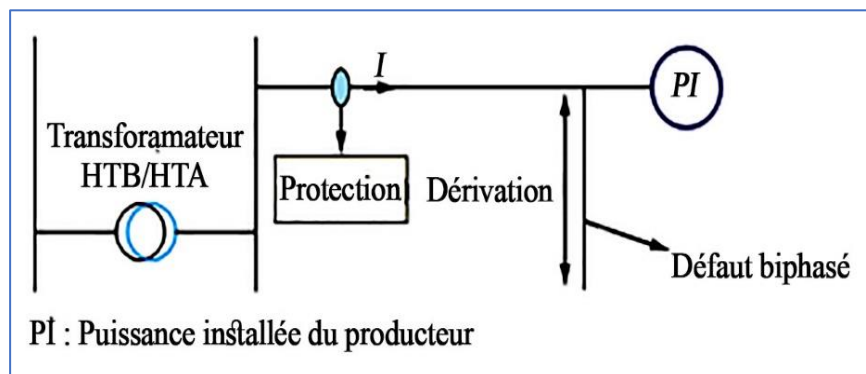 I
PI
Transforamateur
HTB/HTA
Protection
Dérivation
Défaut biphasé
PI : Puissance installée du producteur